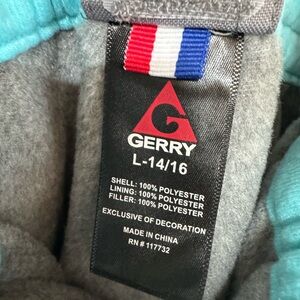 GERRY
L-14/16
SHELL: 100% POLYESTER
LINING: 100% POLYESTER
FILLER: 100% POLYESTER
EXCLUSIVE OF DECORATION
MADE IN CHINA
RN # 117732